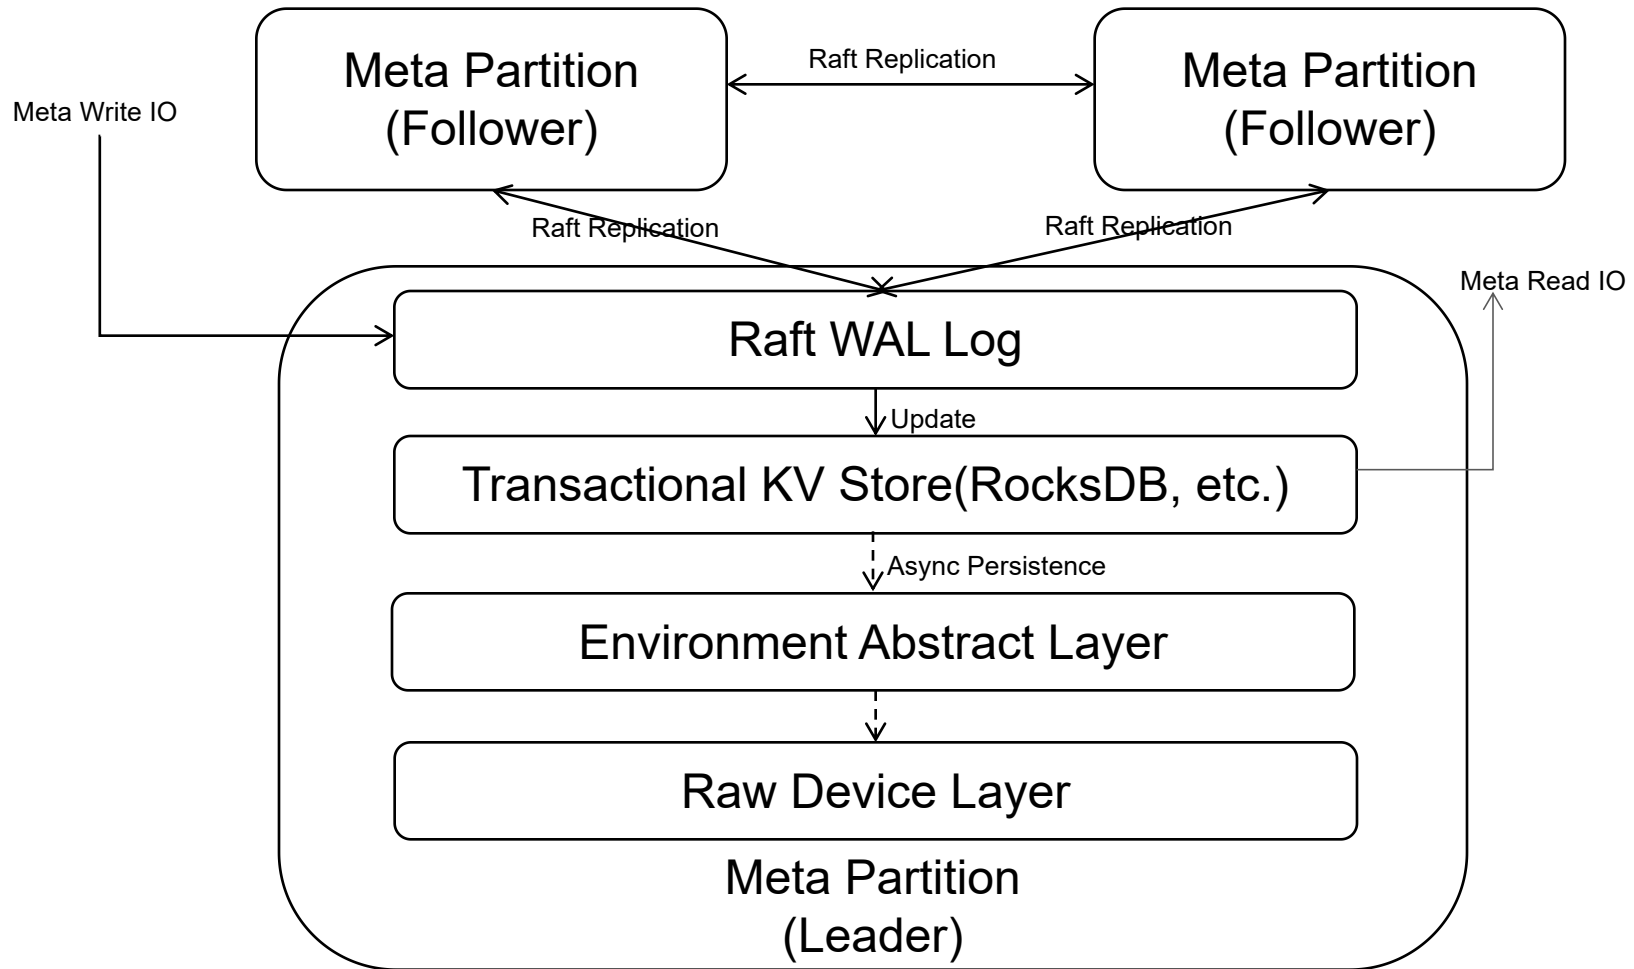 Meta Partition
(Follower)
Raft Replication
Meta Partition
(Follower)
Meta Write IO
Raft Replication
Raft Replication
Meta Read IO
Raft WAL Log
Update
Transactional KV Store(RocksDB, etc.)
Async Persistence
Environment Abstract Layer
Raw Device Layer
Meta Partition
(Leader)